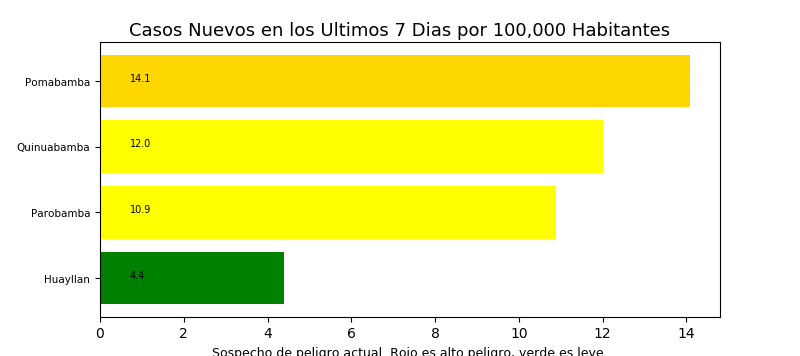 Casos Nuevos en los Ultimos 7 Dias por 100,000 Habitantes
Pomabamba 14.1
Quinuabamba 12.0
Parobamba 10.9
Huayllan 4.4
0 2 4 6 8 10 12 14
Sospecho de peligro actual. Rojo es alto peligro, verde es leve